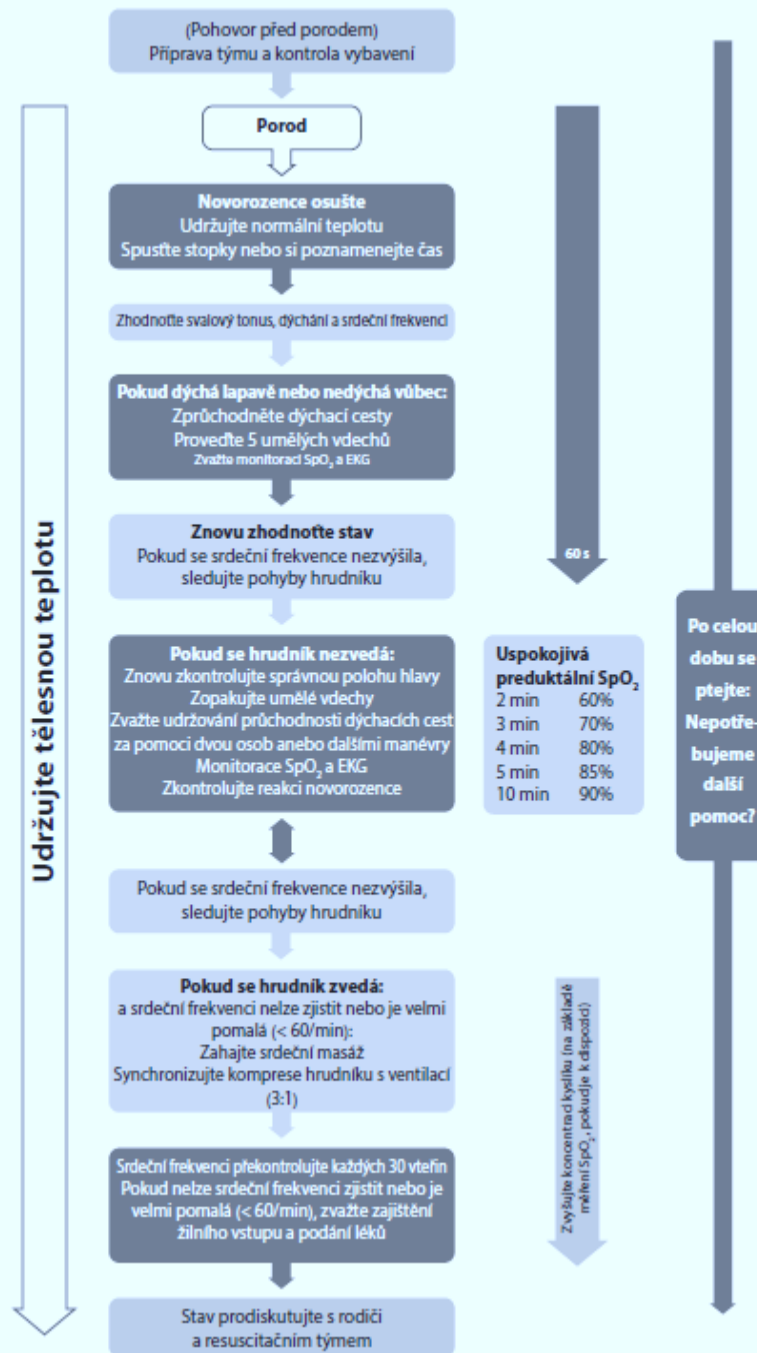 (Pohovor před porodem)
Příprava týmu a kontrola vybavení
Porod
Novorozence osušte
Udržujte normální teplotu
Spusťte stopky nebo si poznamenejte čas
Zhodnoťte svalový tonus, dýchání a srdeční frekvenci
Pokud dýchá lapavě nebo nedýchá vůbec:
Zprůchodněte dýchací cesty
Proveďte 5 umělých vdechů
Zvažte monitoraci SpO₂ a EKG
Znovu zhodnoťte stav
Pokud se srdeční frekvence nezvýšila,
sledujte pohyby hrudníku
Pokud se hrudník nezvedá:
Znovu zkontrolujte správnou polohu hlavy
Zopakujte umělé vdechy
Zvažte udržování průchodnosti dýchacích cest
za pomoci dvou osob anebo dalšími manévry
Monitorace SpO₂ a EKG
Zkontrolujte reakci novorozence
Pokud se srdeční frekvence nezvýšila,
sledujte pohyby hrudníku
Pokud se hrudník zvedá:
a srdeční frekvenci nelze zjistit nebo je velmi
pomalá (< 60/min):
Zahajte srdeční masáž
Synchronizujte komprese hrudníku s ventilací
(3:1)
Srdeční frekvenci překontrolujte každých 30 vteřin
Pokud nelze srdeční frekvenci zjistit nebo je
velmi pomalá (< 60/min), zvažte zajištění
žilního vstupu a podání léků
Stav prodiskutujte s rodiči
a resuscitačním týmem
Udržujte tělesnou teplotu
60 s
Uspokojivá
preduktální SpO₂
2 min 60%
3 min 70%
4 min 80%
5 min 85%
10 min 90%
Zvyšujte koncentraci kyslíku (na základě
měření SpO₂, pokudje k dispozici)
Po celou
dobu se
ptejte:
Nepotře-
bujeme
další
pomoc?